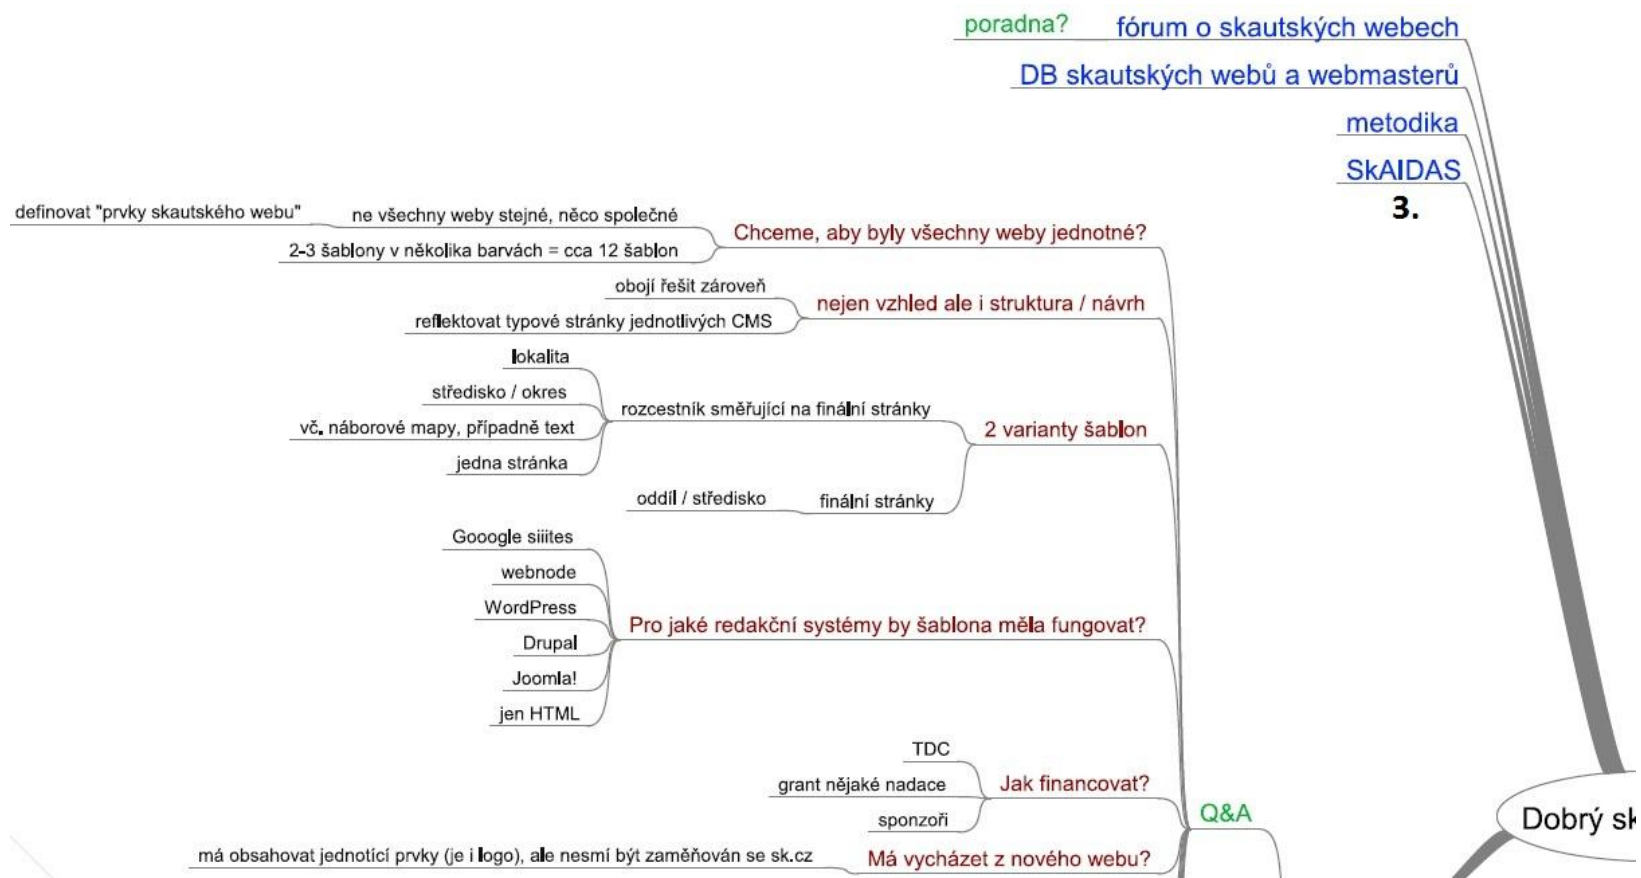 poradna? fórum o skautských webech
DB skautských webů a webmasterů
metodika
SkAIDAS
3.
definovat "prvky skautského webu" ne všechny weby stejné, něco společné
2-3 šablony v několika barvách = cca 12 šablon
Chceme, aby byly všechny weby jednotné?
obojí řešit zároveň
reflektovat typové stránky jednotlivých CMS
nejen vzhled ale i struktura / návrh
lokalita
středisko / okres
vč. náborové mapy, případně text
jedna stránka
rozcestník směřující na finální stránky
oddíl / středisko finální stránky
2 varianty šablon
Gooogle siiites
webnode
WordPress
Drupal
Joomla!
jen HTML
Pro jaké redakční systémy by šablona měla fungovat?
TDC
grant nějaké nadace
sponzoři
Jak financovat?
má obsahovat jednotící prvky (je i logo), ale nesmí být zaměňován se sk.cz Má vycházet z nového webu?
Q&A
Dobrý sk